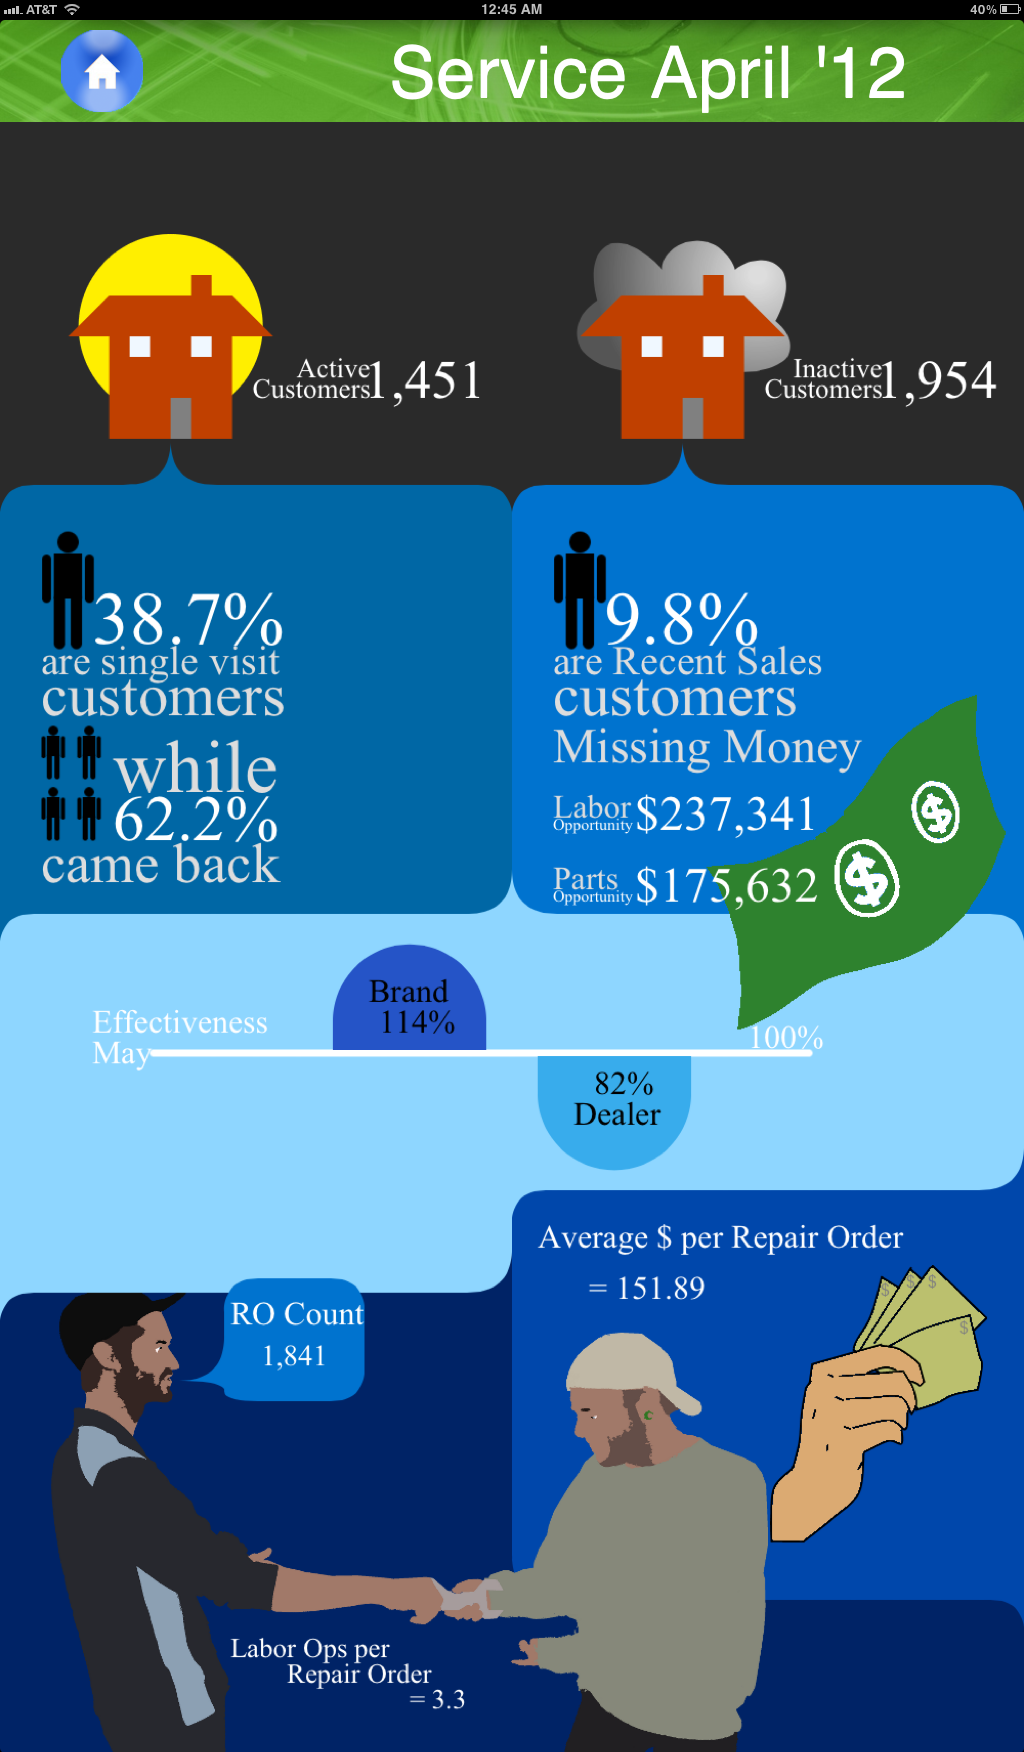 AT&T
12:45 AM
40%
Service April '12
Active
Customers
1,451
Inactive
Customers
1,954
38.7%
are single visit
customers
while
62.2%
came back
9.8%
are Recent Sales
customers
Missing Money
Labor
Opportunity
$237,341
Parts
Opportunity
$175,632
Brand
114%
Effectiveness
May
100%
82%
Dealer
Average $ per Repair Order
= 151.89
RO Count
1,841
Labor Ops per
Repair Order
= 3.3